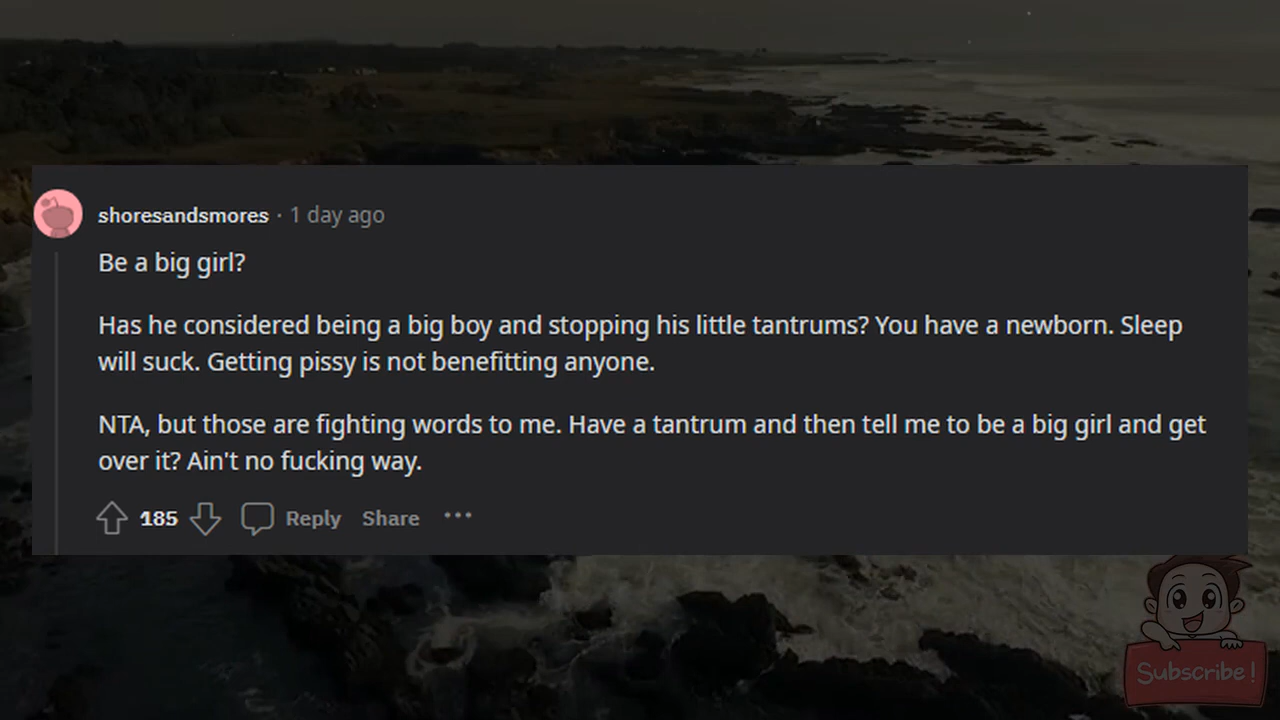 shoresandsmores · 1 day ago
Be a big girl?
Has he considered being a big boy and stopping his little tantrums? You have a newborn. Sleep
will suck. Getting pissy is not benefitting anyone.
NTA, but those are fighting words to me. Have a tantrum and then tell me to be a big girl and get
over it? Ain't no fucking way.
185 Reply Share ···
Subscribe!